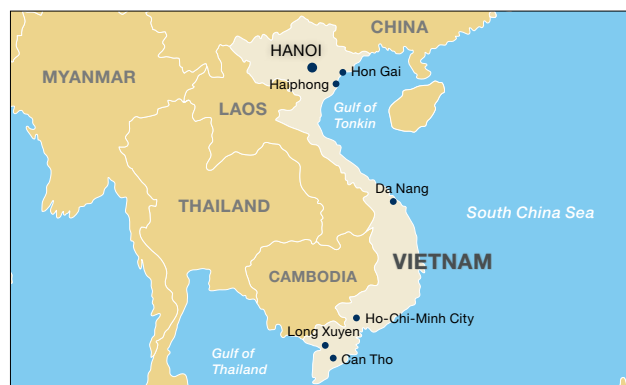 CHINA
HANOI
Hon Gai
MYANMAR
Haiphong
LAOS
Gulf of
Tonkin
Da Nang
THAILAND
South China Sea
VIETNAM
CAMBODIA
Ho-Chi-Minh City
Long Xuyen
Gulf of
Thailand
Can Tho